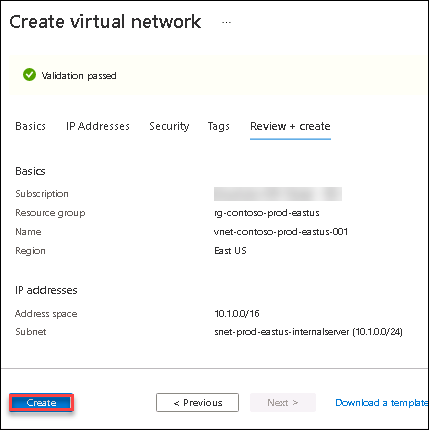 Create virtual network ...
Validation passed
Basics IP Addresses Security Tags Review + create
Basics
Subscription
Resource group rg-contoso-prod-eastus
Name vnet-contoso-prod-eastus-001
Region East US
IP addresses
Address space 10.1.0.0/16
Subnet snet-prod-eastus-internalserver (10.1.0.0/24)
Create < Previous Next > Download a template